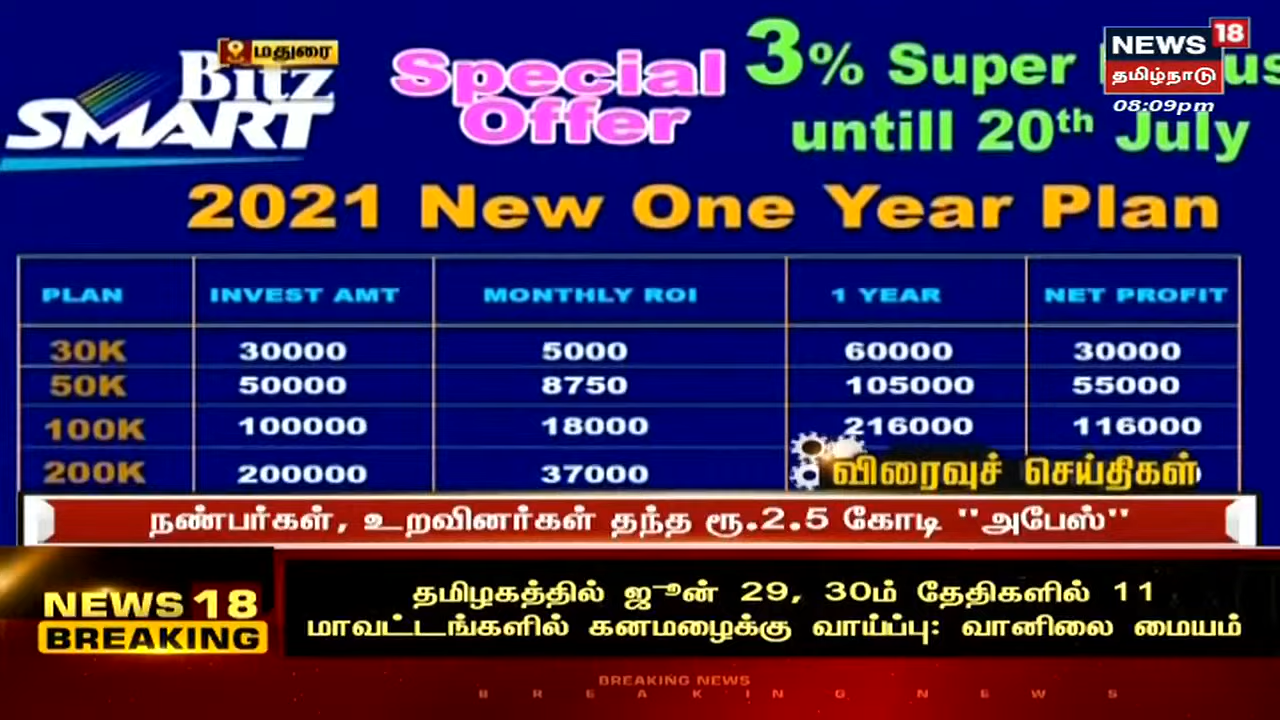 மதுரை
Bitz
SMART
Special
Offer
3% Super
untill 20th July
NEWS 18
தமிழ்நாடு
08:09pm
2021 New One Year Plan
PLAN INVEST AMT MONTHLY ROI 1 YEAR NET PROFIT
30K 30000 5000 60000 30000
50K 50000 8750 105000 55000
100K 100000 18000 216000 116000
200K 200000 37000
விரைவுச் செய்திகள்
நண்பர்கள், உறவினர்கள் தந்த ரூ.2.5 கோடி "அபேஸ்"
NEWS 18
BREAKING
தமிழகத்தில் ஜூன் 29, 30ம் தேதிகளில் 11
மாவட்டங்களில் கனமழைக்கு வாய்ப்பு: வானிலை மையம்
BREAKING NEWS
BREAKING NEWS